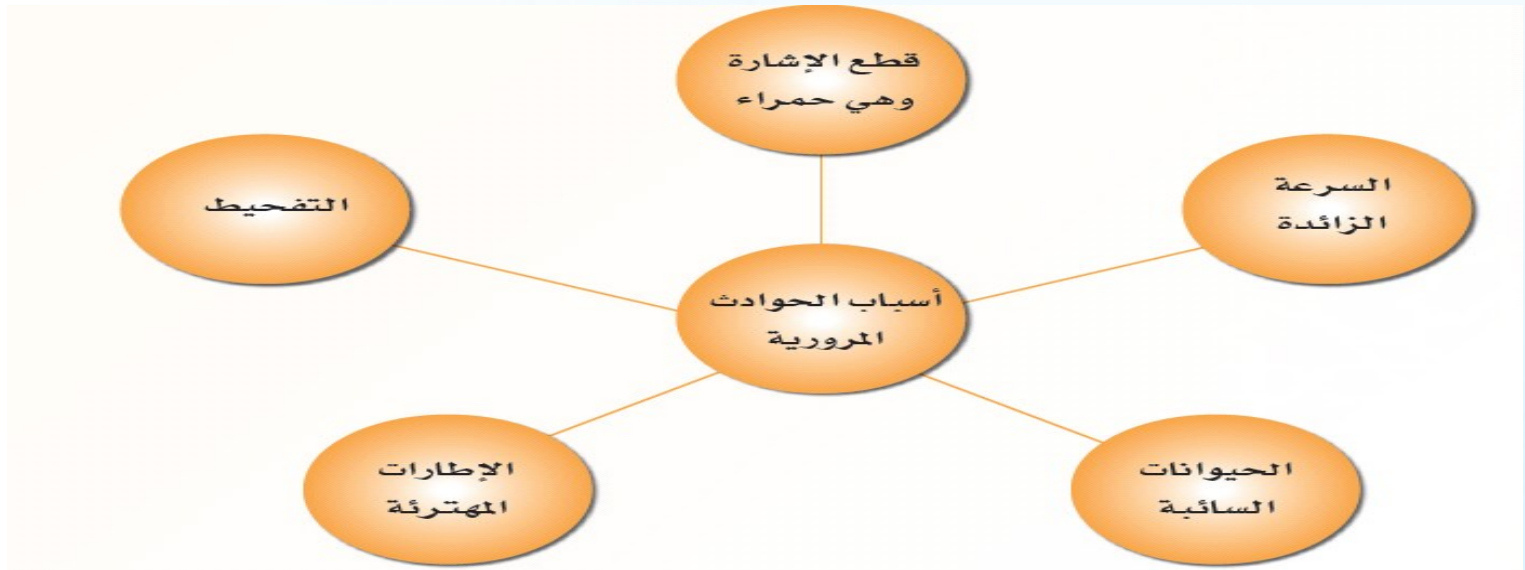 قطع الإشارة
وهي حمراء
السرعة
الزائدة
التفحيط
أسباب الحوادث
المرورية
الحيوانات
السائبة
الإطارات
المهترئة